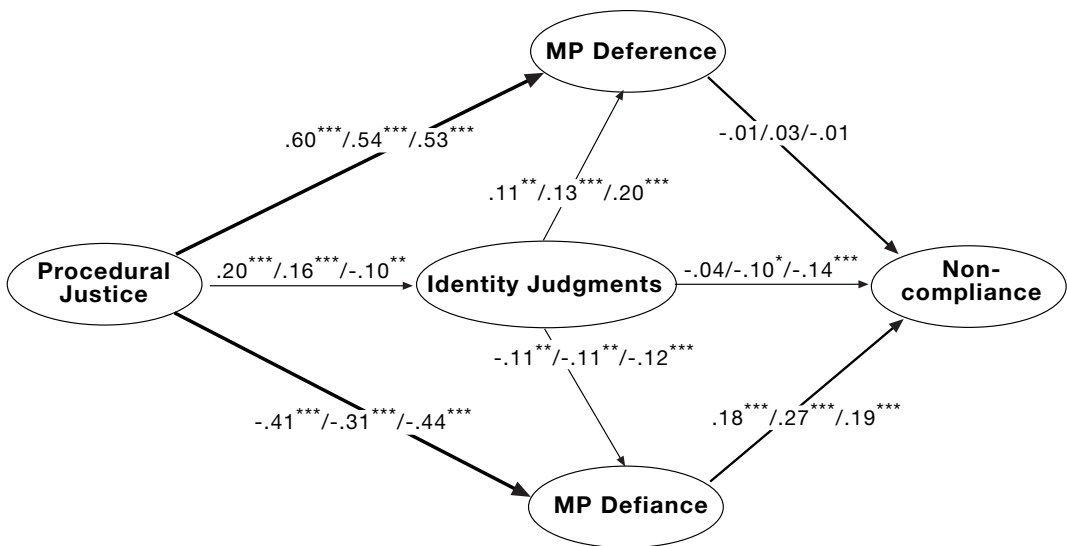 MP Deference
.60***/.54***/.53***
-.01/.03/-.01
.11**/.13***/.20***
Procedural
Justice
.20***/.16***/-.10**
Identity Judgments
-.04/-.10*/-.14***
Non-
compliance
-.11**/-.11**/-.12***
-.41***/-.31***/-.44***
.18***/.27***/.19***
MP Defiance